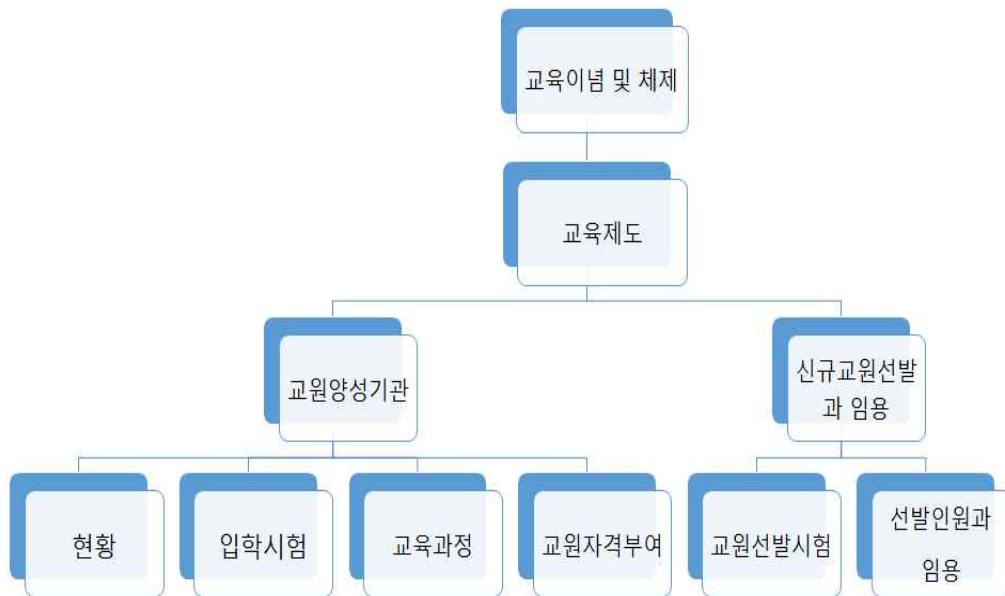 교육이념 및 체제
교육제도
교원양성기관
신규교원선발
과 임용
현황
입학시험
교육과정
교원자격부여
교원선발시험
선발인원과
임용